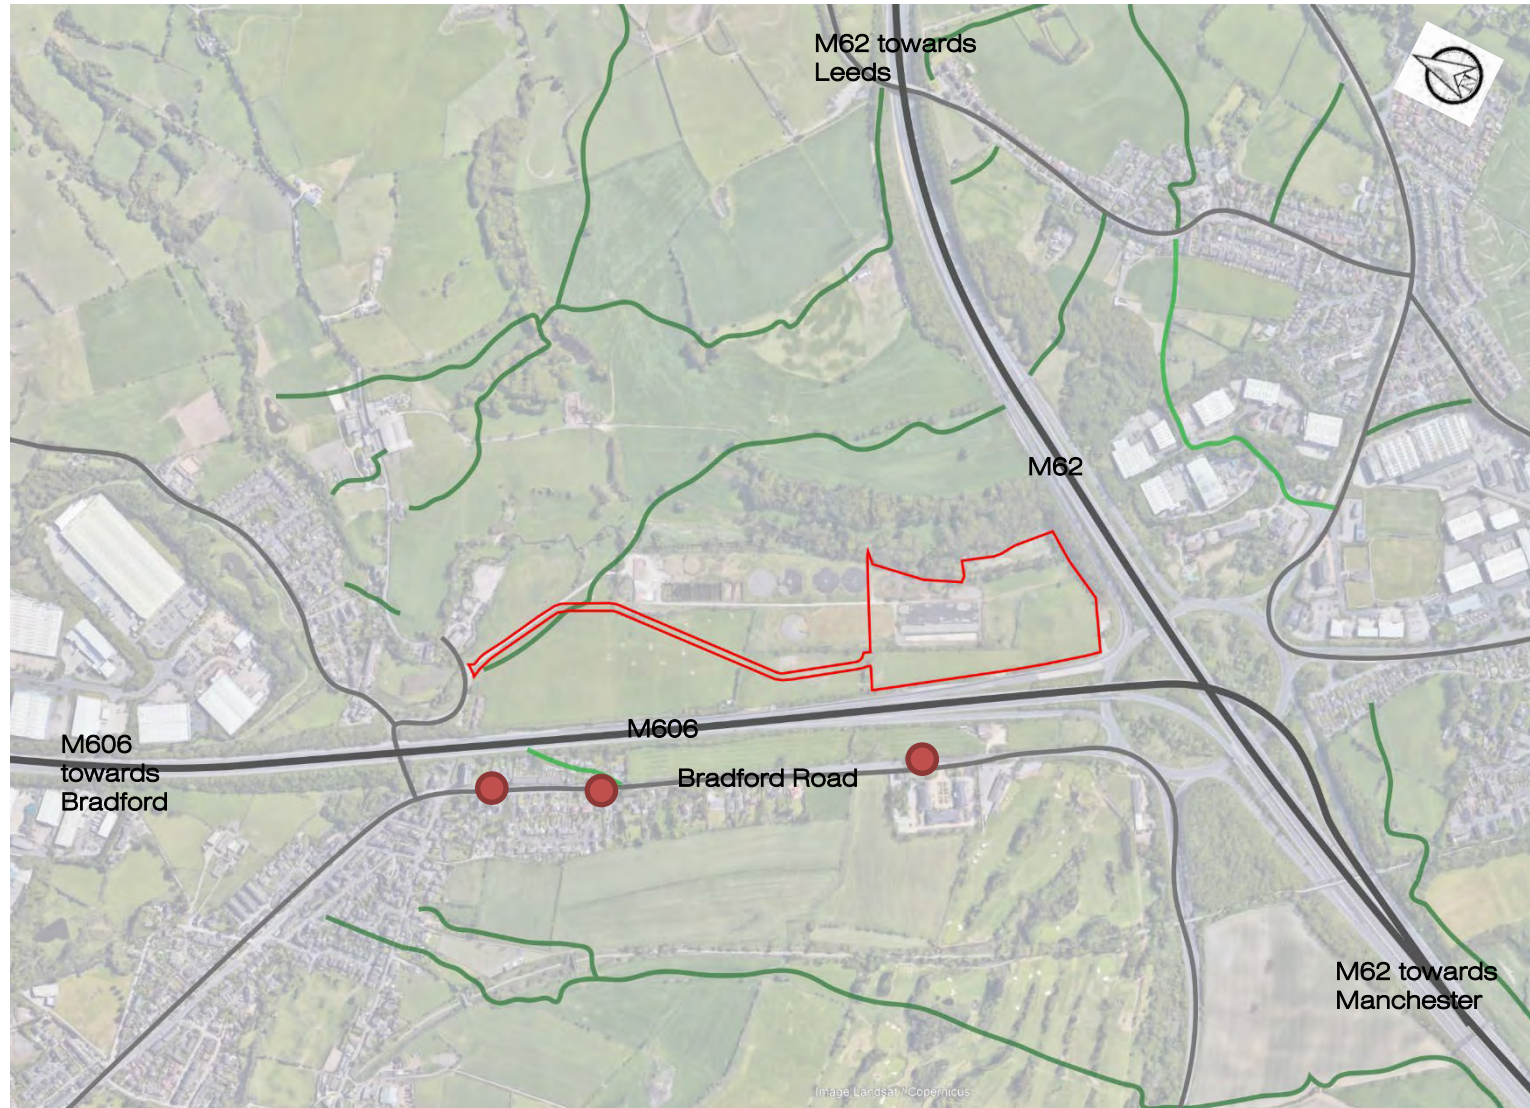 M62 towards
Leeds
M62
M606
M606
towards
Bradford
Bradford Road
M62 towards
Manchester
Image Landsat / Copernicus